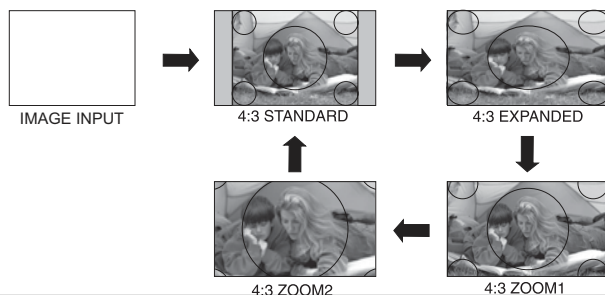 IMAGE INPUT
4:3 STANDARD
4:3 EXPANDED
4:3 ZOOM2
4:3 ZOOM1